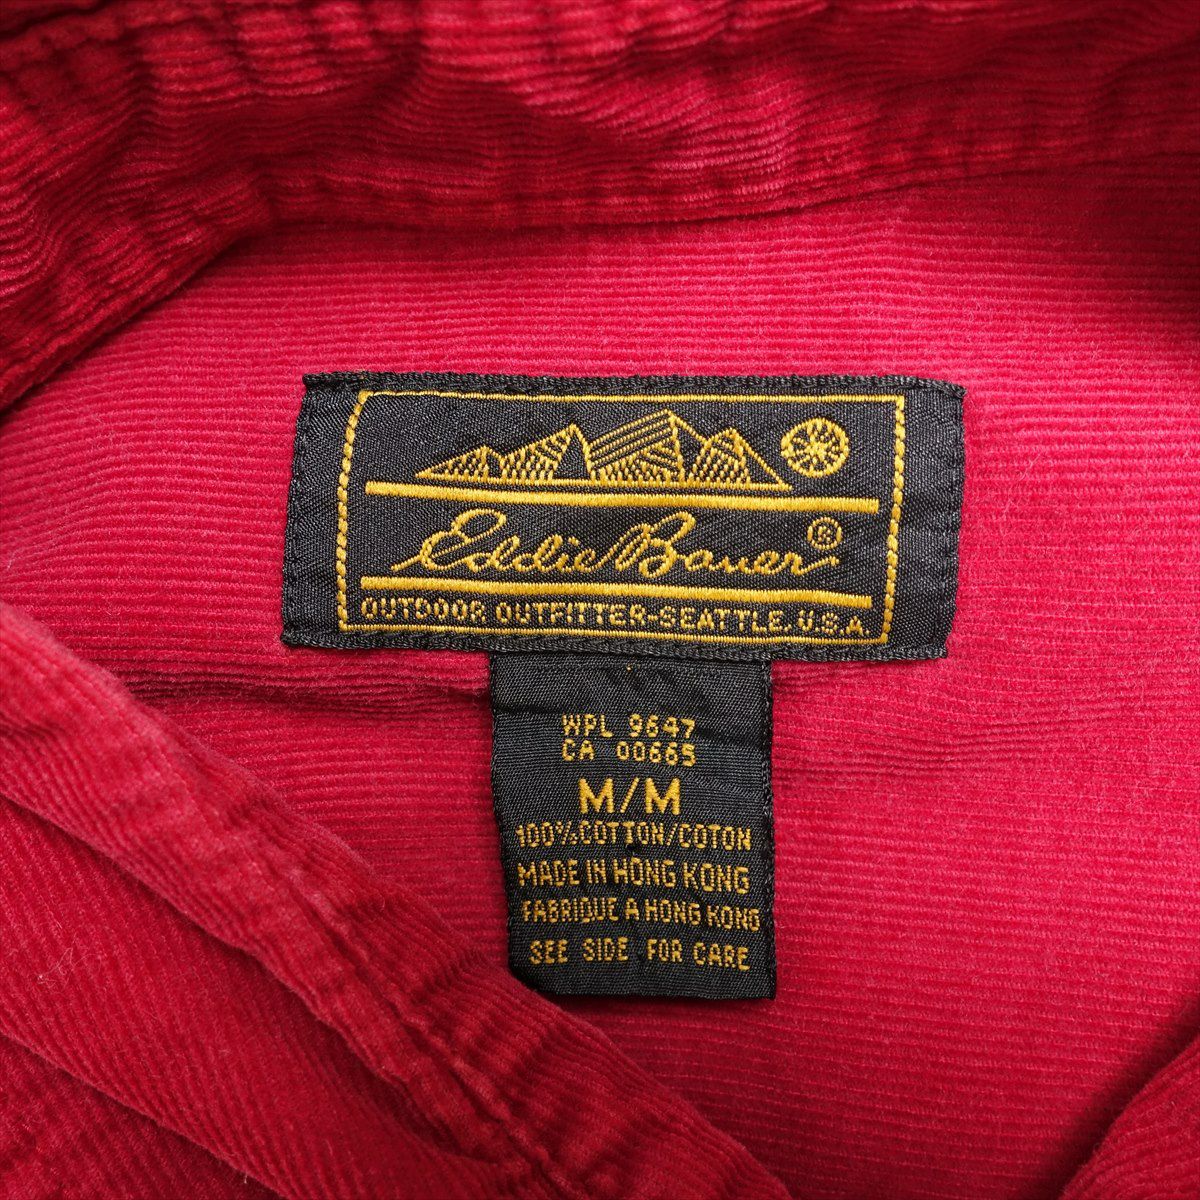 Eddie Bauer®
OUTDOOR OUTFITTER-SEATTLE, U.S.A.
WPL 9647
CA 00665
M/M
100% COTTON/COTON
MADE IN HONG KONG
FABRIQUE A HONG KONG
SEE SIDE FOR CARE